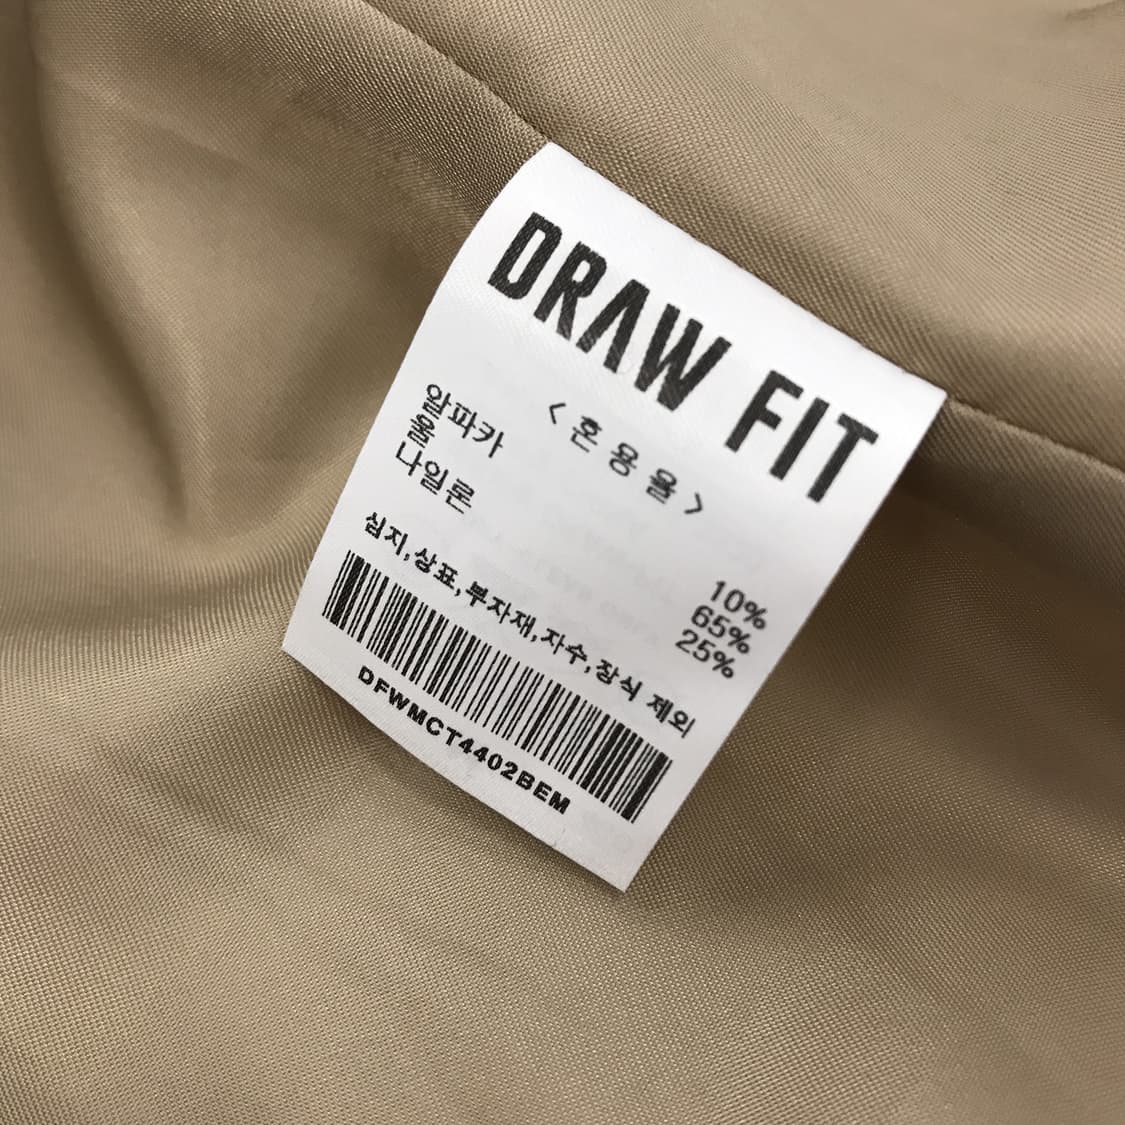 DRAW FIT
<혼용율>
알파카 10%
울 65%
나일론 25%
심지,상표,부자재,자수,장식 제외
DFWMCT4402BEM